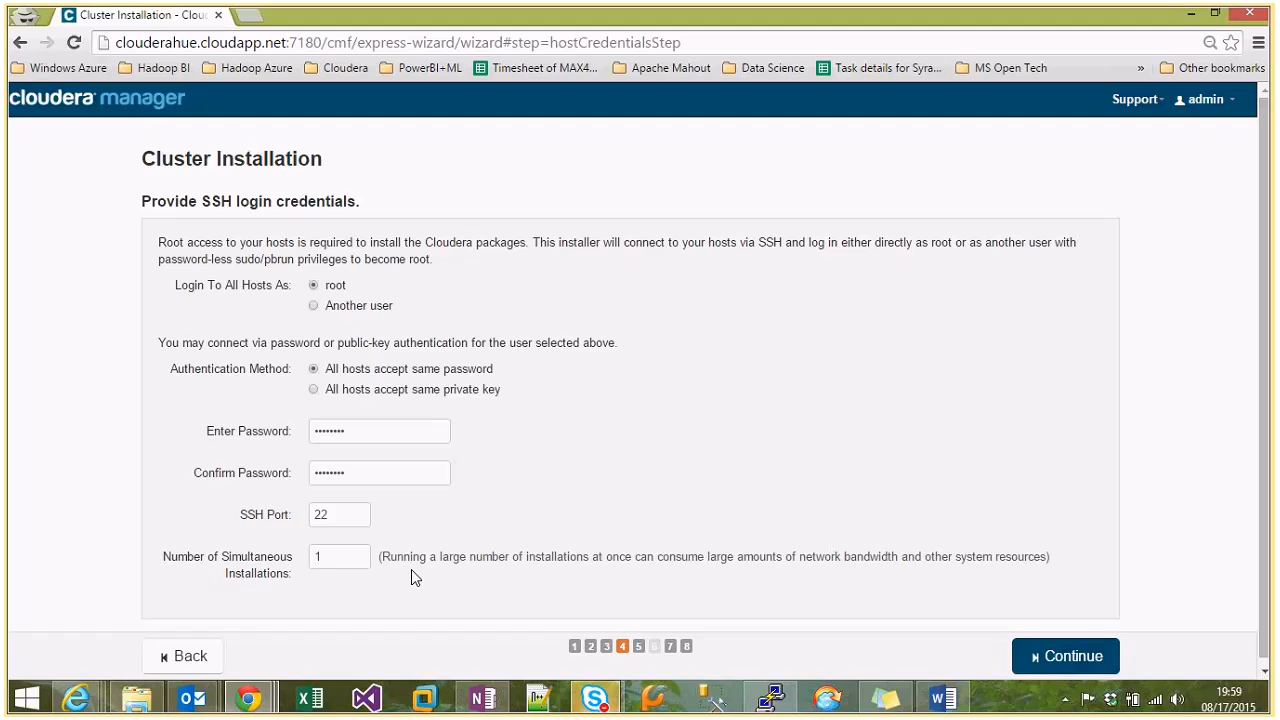 Cluster Installation - Clou
clouderahue.cloudapp.net:7180/cmf/express-wizard/wizard#step=hostCredentialsStep
Windows Azure Hadoop BI Hadoop Azure Cloudera PowerBI+ML Timesheet of MAX4... Apache Mahout Data Science Task details for Syra... MS Open Tech » Other bookmarks
cloudera manager Support admin
Cluster Installation
Provide SSH login credentials.
Root access to your hosts is required to install the Cloudera packages. This installer will connect to your hosts via SSH and log in either directly as root or as another user with
password-less sudo/pbrun privileges to become root.
Login To All Hosts As: root
Another user
You may connect via password or public-key authentication for the user selected above.
Authentication Method: All hosts accept same password
All hosts accept same private key
Enter Password: ••••••••
Confirm Password: ••••••••
SSH Port: 22
Number of Simultaneous 1 (Running a large number of installations at once can consume large amounts of network bandwidth and other system resources)
Installations:
Back 1 2 3 4 5 6 7 8 Continue
19:59
08/17/2015